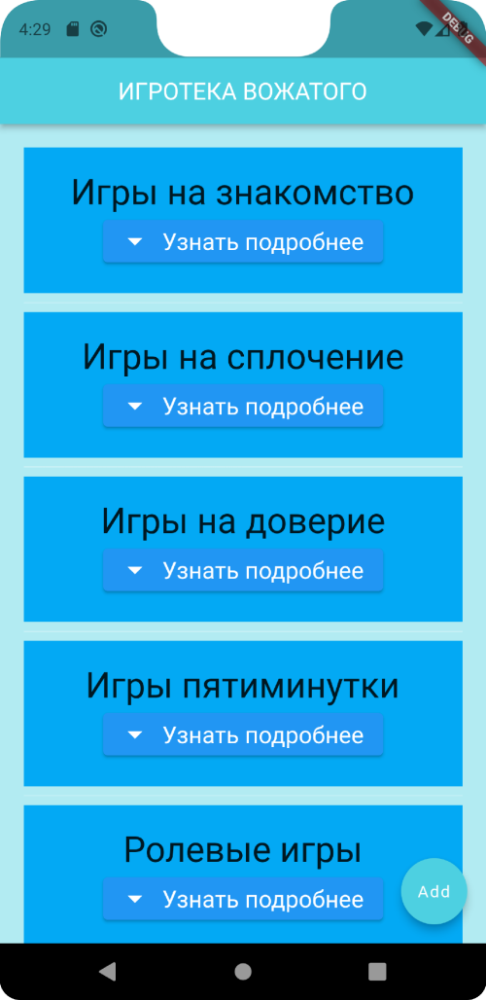 4:29
DEBUG
ИГРОТЕКА ВОЖАТОГО
Игры на знакомство
Узнать подробнее
Игры на сплочение
Узнать подробнее
Игры на доверие
Узнать подробнее
Игры пятиминутки
Узнать подробнее
Ролевые игры
Узнать подробнее
Add